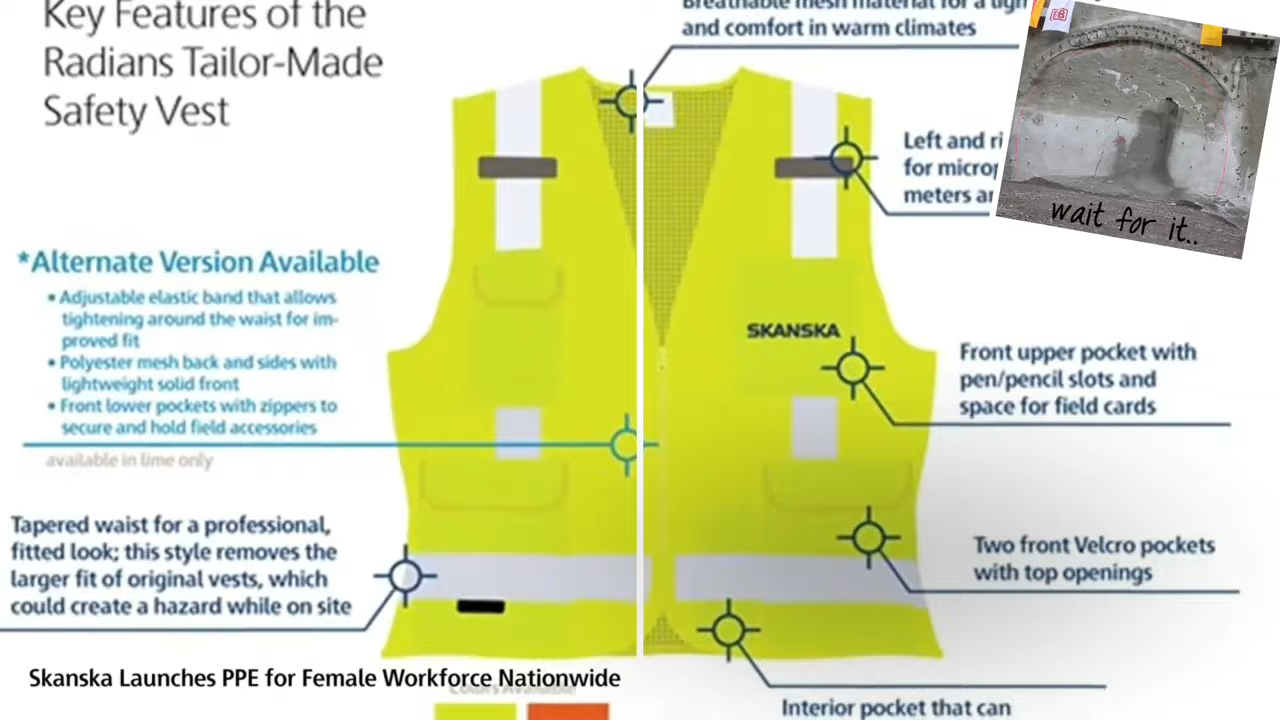 Key Features of the
Radians Tailor-Made
Safety Vest
Breathable mesh material for a
and comfort in warm climates
Left and
for
meters
wait for it..
*Alternate Version Available
• Adjustable elastic band that allows
tightening around the waist for im-
proved fit
• Polyester mesh back and sides with
lightweight solid front
• Front lower pockets with zippers to
secure and hold field accessories
available in lime only
SKANSKA
Front upper pocket with
pen/pencil slots and
space for field cards
Tapered waist for a professional,
fitted look; this style removes the
larger fit of original vests, which
could create a hazard while on site
Two front Velcro pockets
with top openings
Skanska Launches PPE for Female Workforce Nationwide
Colors Available
Interior pocket that can